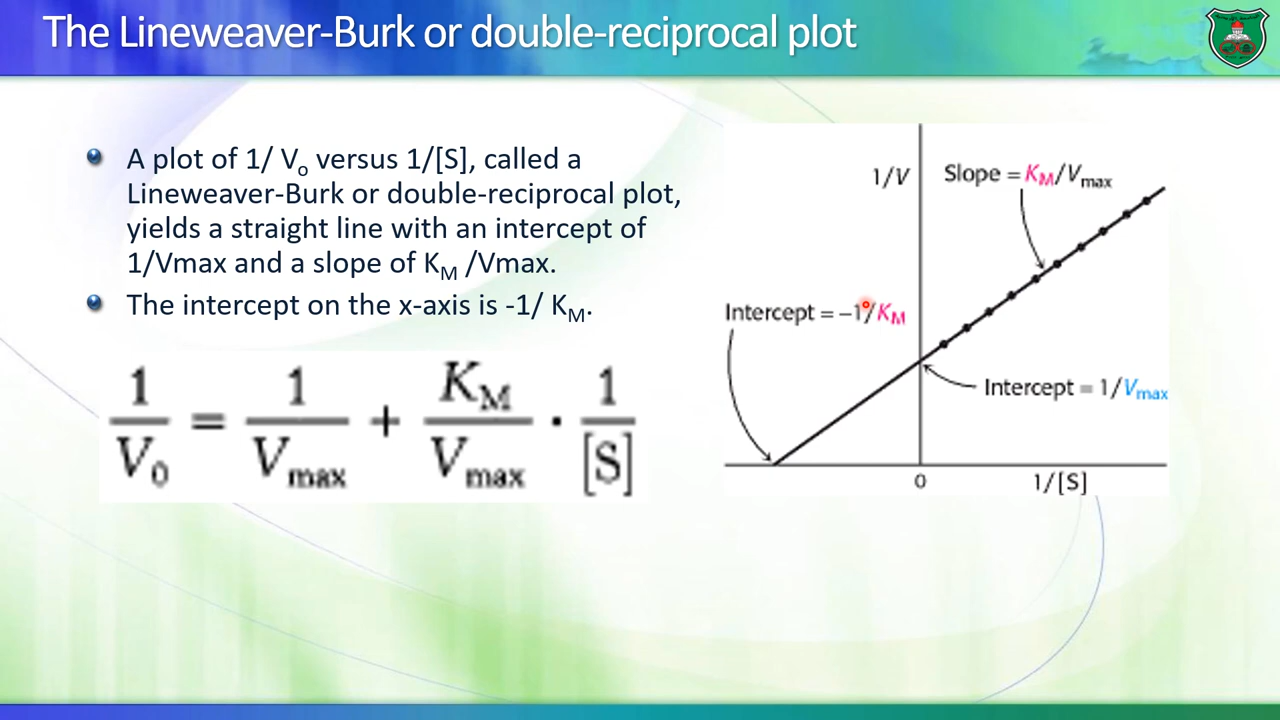 The Lineweaver-Burk or double-reciprocal plot
A plot of 1/ Vo versus 1/[S], called a
Lineweaver-Burk or double-reciprocal plot,
yields a straight line with an intercept of
1/Vmax and a slope of KM /Vmax.
The intercept on the x-axis is -1/ KM.
1/V0 = 1/Vmax + KM/Vmax · 1/[S]
1/V
Slope = KM/Vmax
Intercept = –1/KM
Intercept = 1/Vmax
0
1/[S]